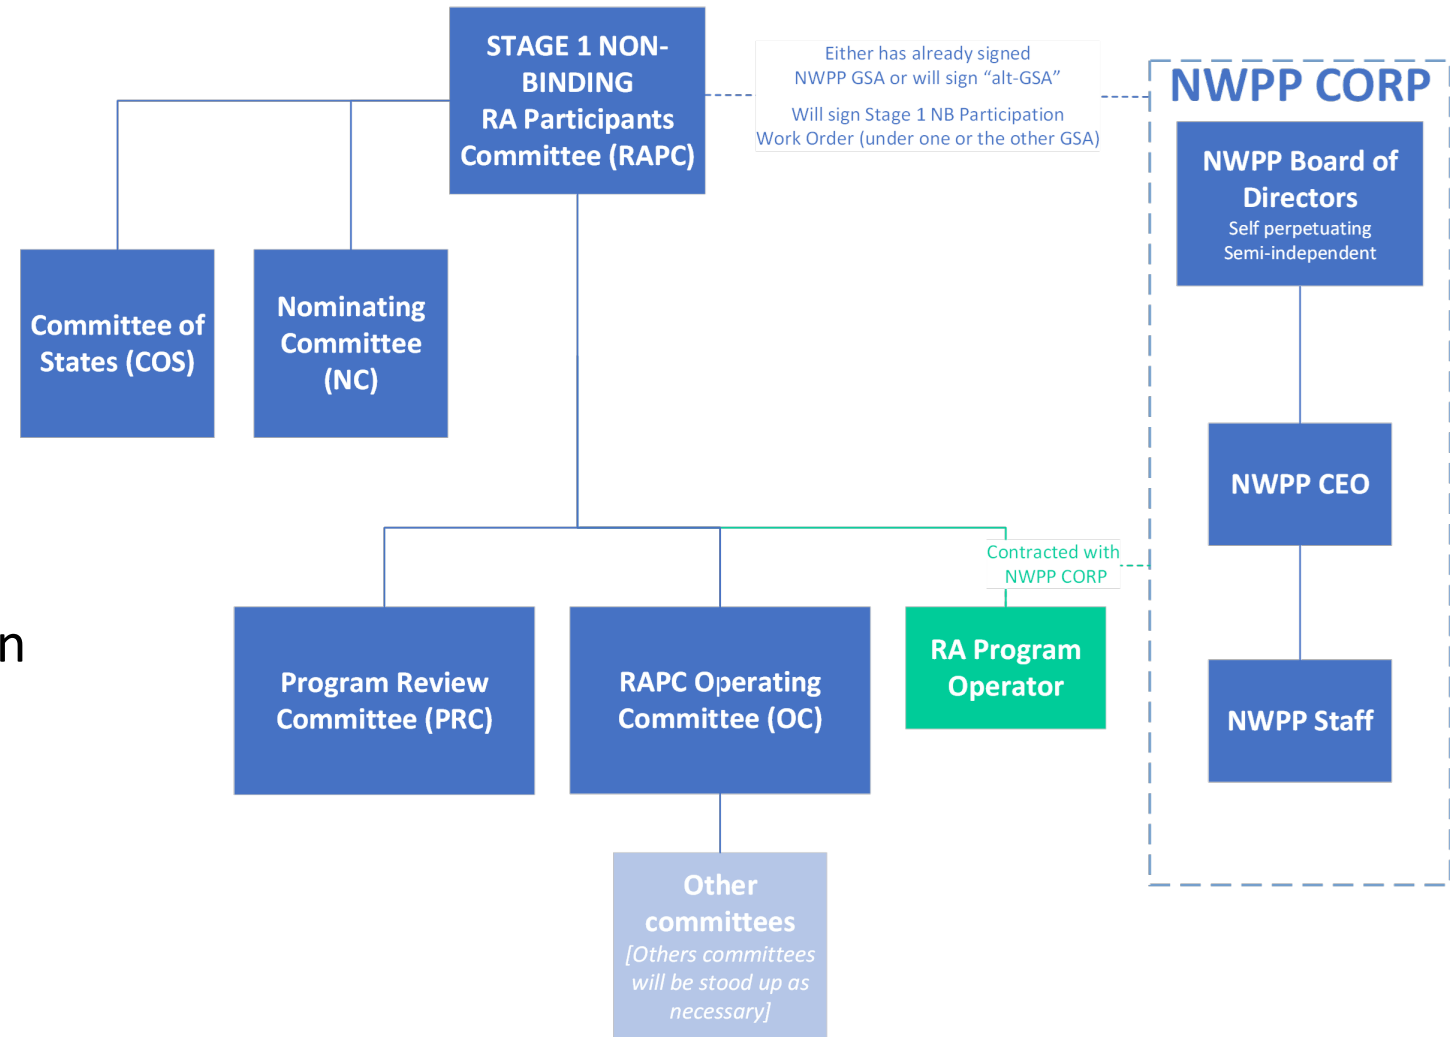 STAGE 1 NON-
BINDING
RA Participants
Committee (RAPC)
Either has already signed
NWPP GSA or will sign “alt-GSA”
Will sign Stage 1 NB Participation
Work Order (under one or the other GSA)
NWPP CORP
NWPP Board of
Directors
Self perpetuating
Semi-independent
Committee of
States (COS)
Nominating
Committee
(NC)
NWPP CEO
Contracted with
NWPP CORP
n
Program Review
Committee (PRC)
RAPC Operating
Committee (OC)
RA Program
Operator
NWPP Staff
Other
committees
[Others committees
will be stood up as
necessary]